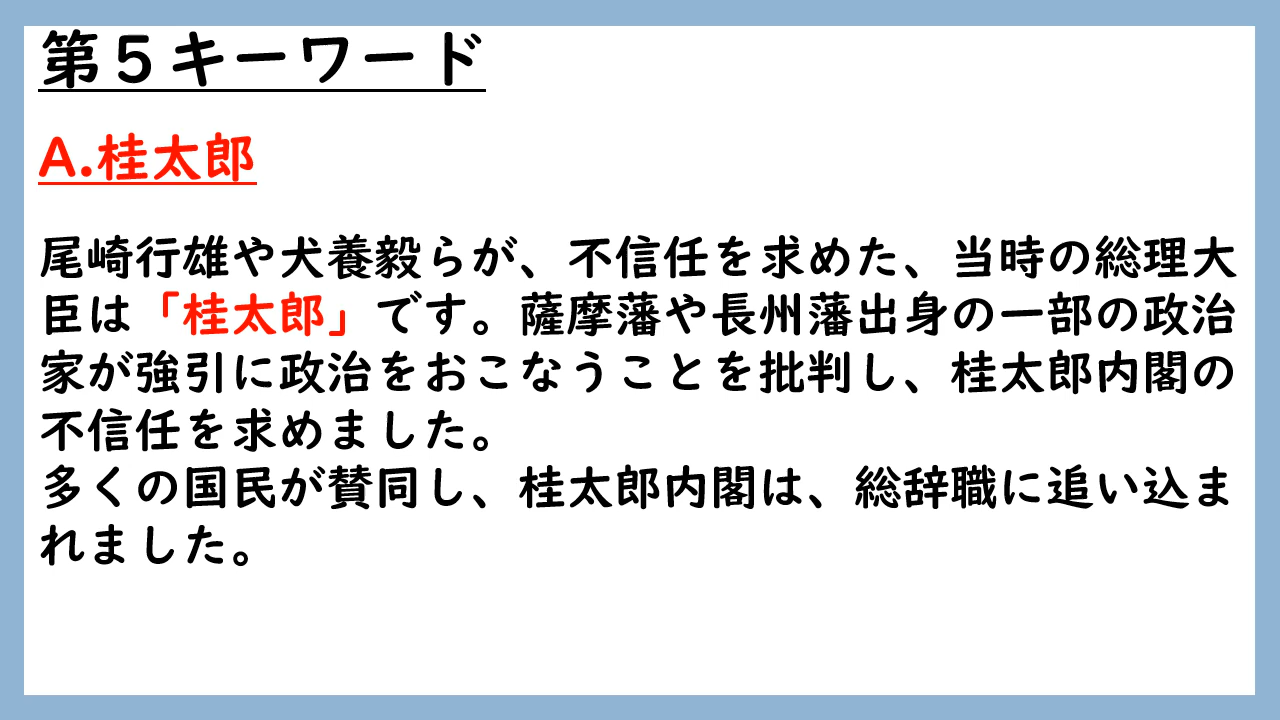 第５キーワード
A.桂太郎
尾崎行雄や犬養毅らが、不信任を求めた、当時の総理大
臣は「桂太郎」です。薩摩藩や長州藩出身の一部の政治
家が強引に政治をおこなうことを批判し、桂太郎内閣の
不信任を求めました。
多くの国民が賛同し、桂太郎内閣は、総辞職に追い込ま
れました。